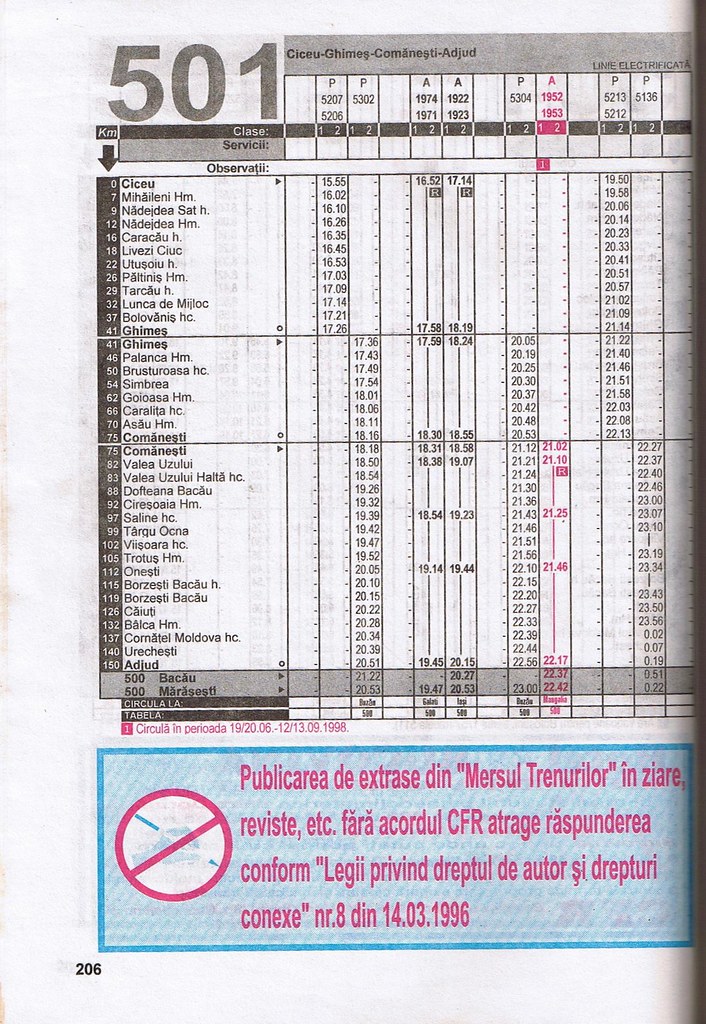 501
Ciceu-Ghimeş-Comăneşti-Adjud
LINIE ELECTRIFICATĂ
P P A A P A P P
5207 5302 1974 1922 5304 1952 5213 5136
5206 1971 1923 1953 5212
Km Clase: 1 2 1 2 1 2 1 2 1 2 1 2 1 2 1 2
Servicii:
Observaţii: 1
0 Ciceu - 15.55 - - 16.52 17.14 - - - - 19.50 -
7 Mihăileni Hm. - 16.02 - - R R - - - - 19.58 -
9 Nădejdea Sat h. - 16.10 - - - - - - 20.06 -
12 Nădejdea Hm. - 16.26 - - - - - - 20.14 -
16 Caracău h. - 16.35 - - - - - - 20.23 -
18 Livezi Ciuc - 16.45 - - - - - - 20.33 -
22 Utuşoiu h. - 16.53 - - - - - - 20.41 -
26 Păltiniş Hm. - 17.03 - - - - - - 20.51 -
29 Tarcău h. - 17.09 - - - - - - 20.57 -
32 Lunca de Mijloc - 17.14 - - - - - - 21.02 -
37 Bolovăniş hc. - 17.21 - - - - - - 21.09 -
41 Ghimeş - 17.26 - - 17.58 18.19 - - - - 21.14 -
41 Ghimeş - - 17.36 - 17.59 18.24 - 20.05 - - 21.22 -
46 Palanca Hm. - - 17.43 - - 20.19 - - 21.40 -
50 Brusturoasa hc. - - 17.49 - - 20.25 - - 21.46 -
54 Simbrea - - 17.54 - - 20.30 - - 21.51 -
62 Goioasa Hm. - - 18.01 - - 20.37 - - 21.58 -
66 Caraliţa hc. - - 18.06 - - 20.42 - - 22.03 -
70 Asău Hm. - - 18.11 - - 20.48 - - 22.08 -
75 Comăneşti - - 18.16 - 18.30 18.55 - 20.53 - - 22.13 -
75 Comăneşti - - 18.18 - 18.31 18.58 - 21.12 21.02 - - 22.27
82 Valea Uzului - - 18.50 - 18.38 19.07 - 21.21 21.10 - - 22.37
83 Valea Uzului Haltă hc. - - 18.54 - - 21.24 R - - 22.40
88 Dofteana Bacău - - 19.26 - - 21.30 - - 22.46
92 Cireşoaia Hm. - - 19.32 - - 21.36 - - 23.00
97 Saline hc. - - 19.39 - 18.54 19.23 - 21.43 21.25 - - 23.07
99 Târgu Ocna - - 19.42 - - 21.46 - - 23.10
102 Viişoara hc. - - 19.47 - - 21.51 - -
105 Trotuş Hm. - - 19.52 - - 21.56 - - 23.19
112 Oneşti - - 20.05 - 19.14 19.44 - 22.10 21.46 - - 23.34
115 Borzeşti Bacău h. - - 20.10 - - 22.15 - -
119 Borzeşti Bacău - - 20.15 - - 22.20 - - 23.43
126 Căiuţi - - 20.22 - - 22.27 - - 23.50
132 Bâlca Hm. - - 20.28 - - 22.33 - - 23.56
137 Cornăţel Moldova hc. - - 20.34 - - 22.39 - - 0.02
140 Urecheşti - - 20.39 - - 22.44 - - 0.07
150 Adjud - - 20.51 - 19.45 20.15 - 22.56 22.17 - - 0.19
500 Bacău - - 21.22 - - 20.27 - - 22.37 - - 0.51
500 Mărăşeşti - - 20.53 - 19.47 20.53 - 23.00 22.42 - - 0.22
CIRCULĂ LA: Buzău Galati Iaşi Buzău Mangalia
TABELA: 500 500 500 500 500
1 Circulă în perioada 19/20.06.-12/13.09.1998.
Publicarea de extrase din "Mersul Trenurilor" în ziare,
reviste, etc. fără acordul CFR atrage răspunderea
conform "Legii privind dreptul de autor şi drepturi
conexe" nr.8 din 14.03.1996
206